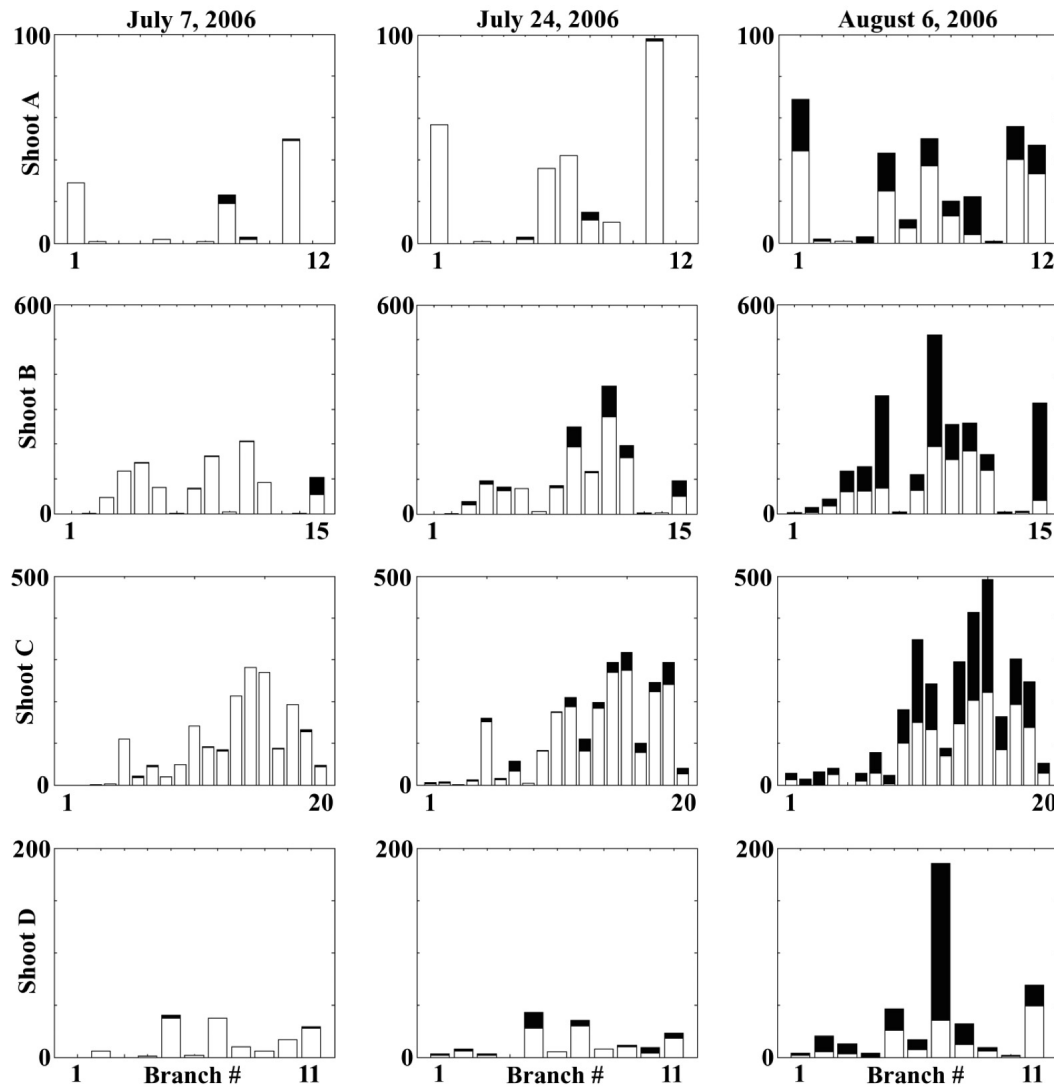 July 7, 2006 July 24, 2006 August 6, 2006
Shoot A
100 100 100
0 0 0
1 12 1 12 1 12
Shoot B
600 600 600
0 0 0
1 15 1 15 1 15
Shoot C
500 500 500
0 0 0
1 20 1 20 1 20
Shoot D
200 200 200
0 0 0
1 Branch # 11 1 Branch # 11 1 Branch # 11